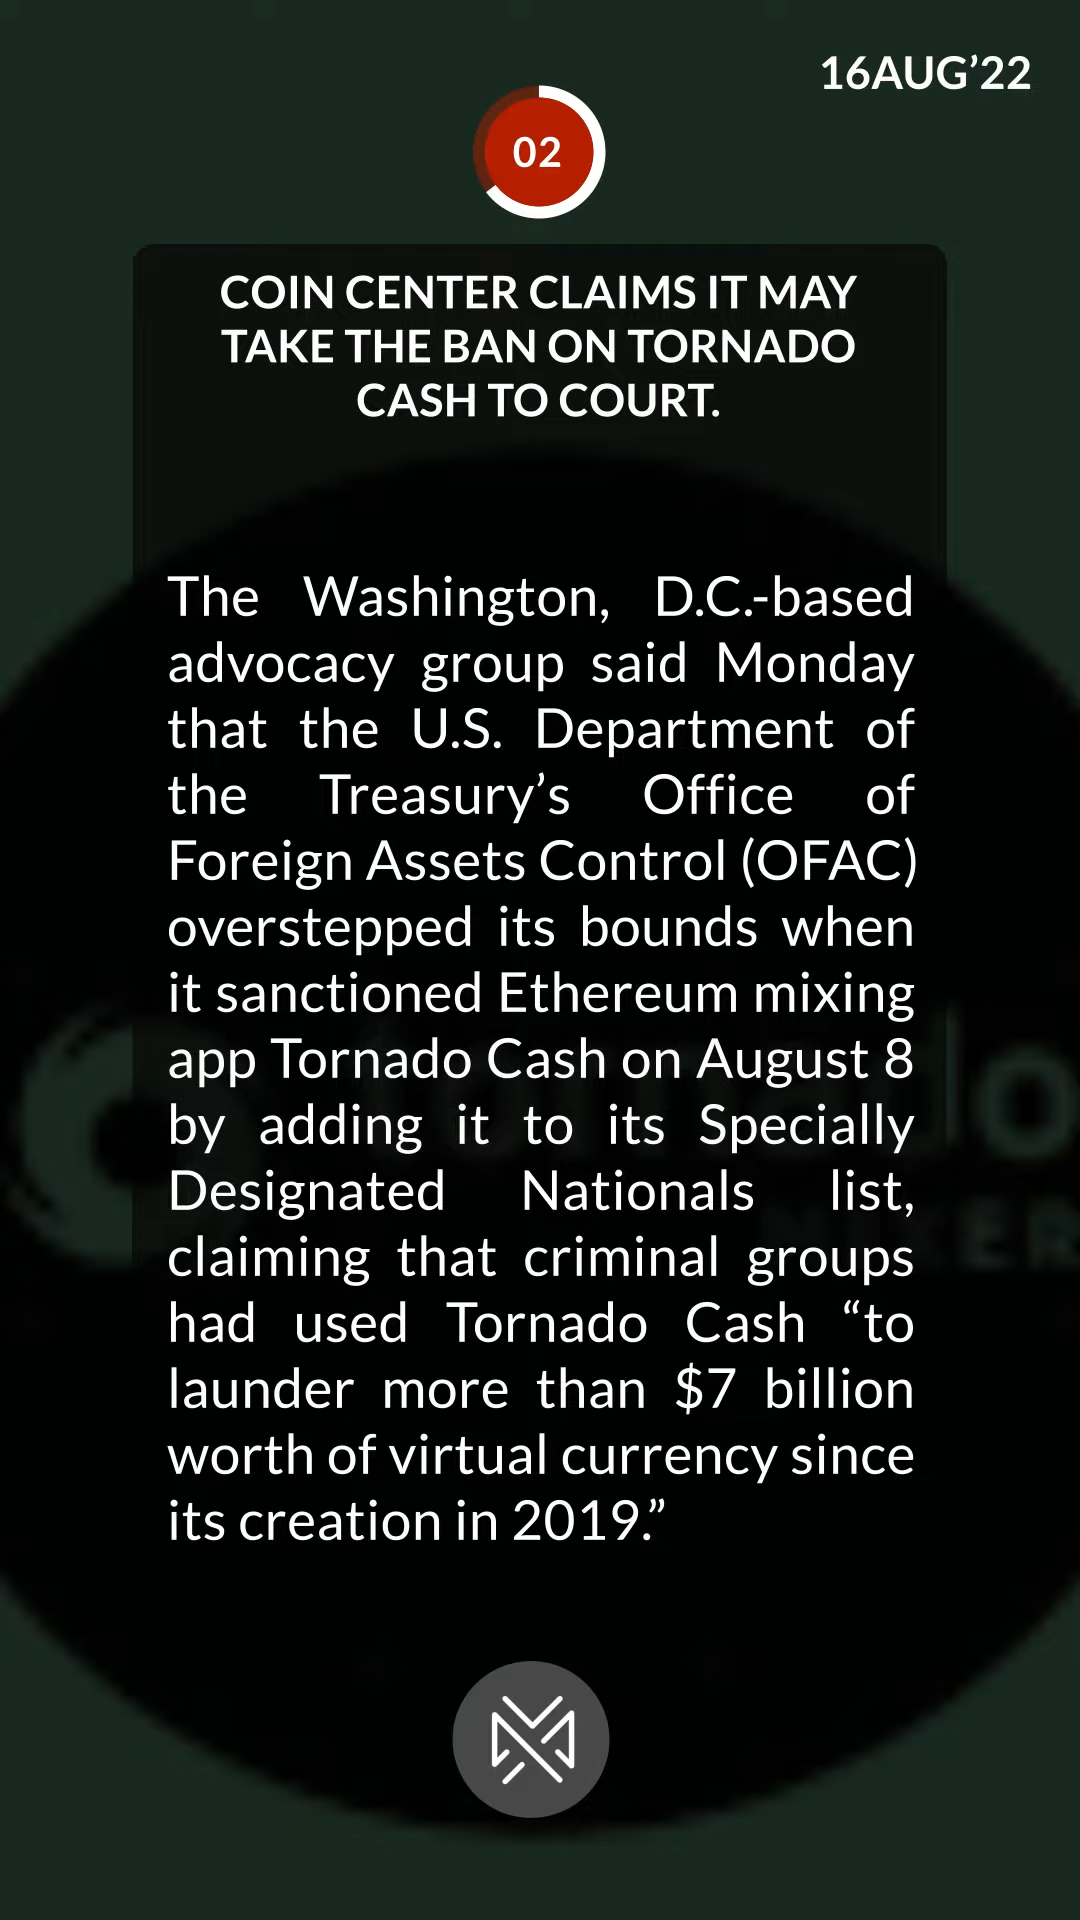 16AUG’22
02
COIN CENTER CLAIMS IT MAY
TAKE THE BAN ON TORNADO
CASH TO COURT.
The Washington, D.C.-based
advocacy group said Monday
that the U.S. Department of
the Treasury’s Office of
Foreign Assets Control (OFAC)
overstepped its bounds when
it sanctioned Ethereum mixing
app Tornado Cash on August 8
by adding it to its Specially
Designated Nationals list,
claiming that criminal groups
had used Tornado Cash “to
launder more than $7 billion
worth of virtual currency since
its creation in 2019.”